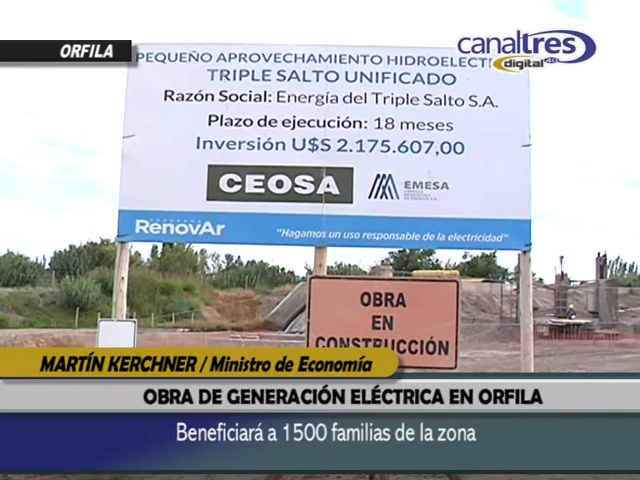 ORFILA
canaltres
digital
PEQUEÑO APROVECHAMIENTO HIDROELECTRI
TRIPLE SALTO UNIFICADO
Razón Social: Energía del Triple Salto S.A.
Plazo de ejecución: 18 meses
Inversión U$S 2.175.607,00
CEOSA
EMESA
RenovAr
"Hagamos un uso responsable de la electricidad"
OBRA
EN
CONSTRUCCIÓN
MARTÍN KERCHNER / Ministro de Economía
OBRA DE GENERACIÓN ELÉCTRICA EN ORFILA
Beneficiará a 1500 familias de la zona